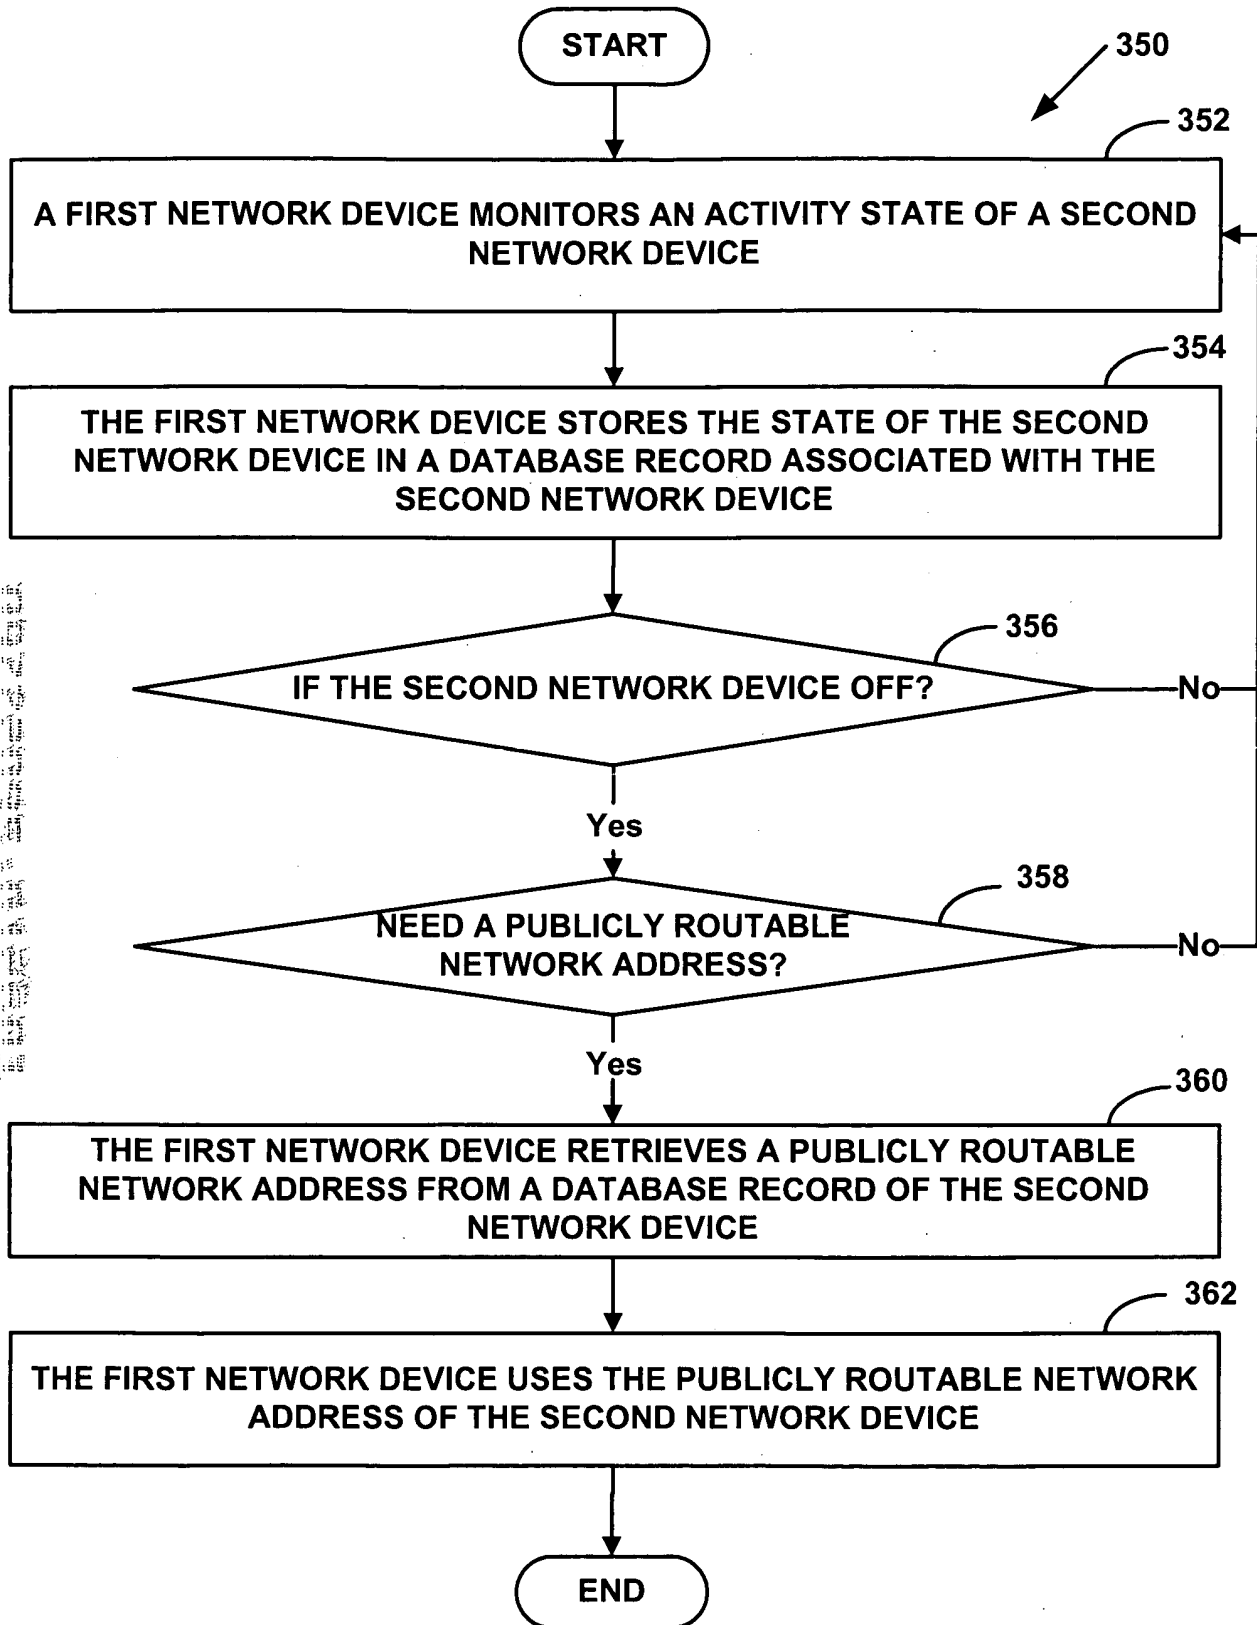 START
350
352
A FIRST NETWORK DEVICE MONITORS AN ACTIVITY STATE OF A SECOND
NETWORK DEVICE
354
THE FIRST NETWORK DEVICE STORES THE STATE OF THE SECOND
NETWORK DEVICE IN A DATABASE RECORD ASSOCIATED WITH THE
SECOND NETWORK DEVICE
356
IF THE SECOND NETWORK DEVICE OFF?
No
Yes
358
NEED A PUBLICLY ROUTABLE
NETWORK ADDRESS?
No
Yes
360
THE FIRST NETWORK DEVICE RETRIEVES A PUBLICLY ROUTABLE
NETWORK ADDRESS FROM A DATABASE RECORD OF THE SECOND
NETWORK DEVICE
362
THE FIRST NETWORK DEVICE USES THE PUBLICLY ROUTABLE NETWORK
ADDRESS OF THE SECOND NETWORK DEVICE
END